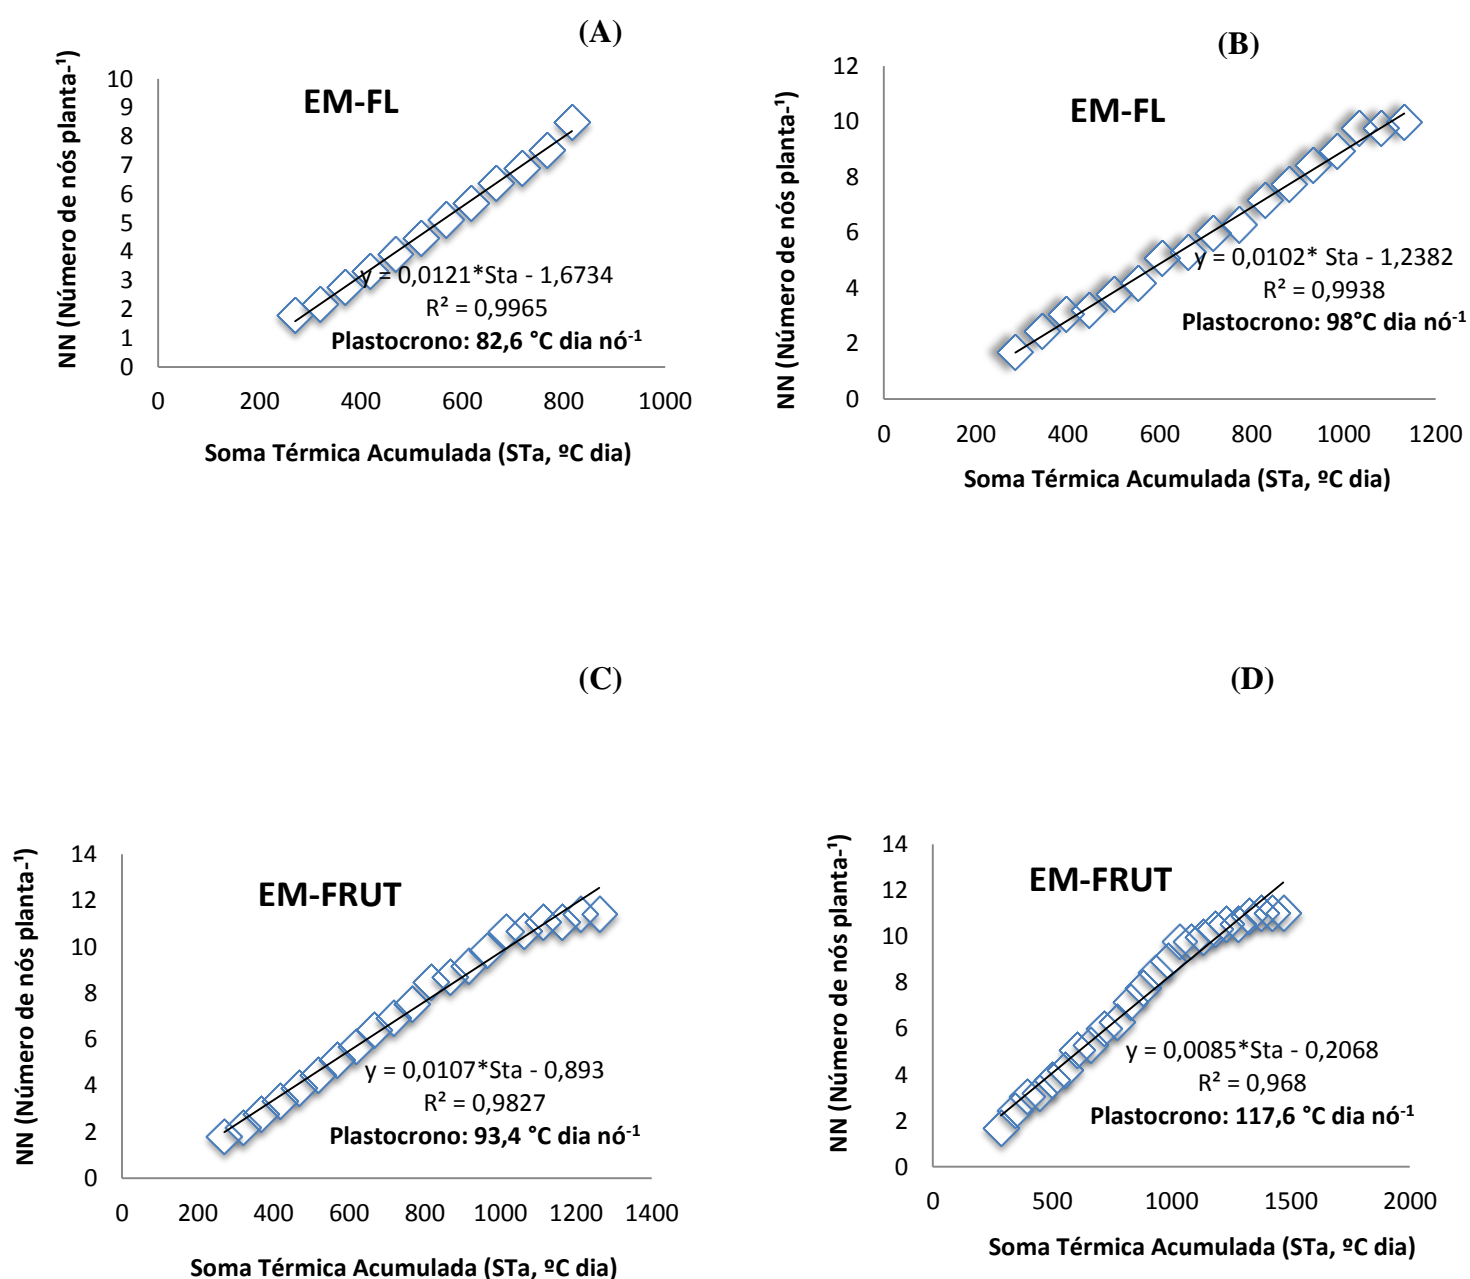 (A)
NN (Número de nós planta-¹)
10
9
8
7
6
5
4
3
2
1
0
EM-FL
y = 0,0121*Sta - 1,6734
R² = 0,9965
Plastocrono: 82,6 °C dia nó⁻¹
0 200 400 600 800 1000
Soma Térmica Acumulada (STa, ºC dia)
(B)
NN (Número de nós planta-¹)
12
10
8
6
4
2
0
EM-FL
y = 0,0102* Sta - 1,2382
R² = 0,9938
Plastocrono: 98°C dia nó⁻¹
0 200 400 600 800 1000 1200
Soma Térmica Acumulada (STa, ºC dia)
(C)
NN (Número de nós planta-¹)
14
12
10
8
6
4
2
0
EM-FRUT
y = 0,0107*Sta - 0,893
R² = 0,9827
Plastocrono: 93,4 °C dia nó⁻¹
0 200 400 600 800 1000 1200 1400
Soma Térmica Acumulada (STa, ºC dia)
(D)
NN (Número de nós planta-¹)
14
12
10
8
6
4
2
0
EM-FRUT
y = 0,0085*Sta - 0,2068
R² = 0,968
Plastocrono: 117,6 °C dia nó⁻¹
0 500 1000 1500 2000
Soma Térmica Acumulada (STa, ºC dia)